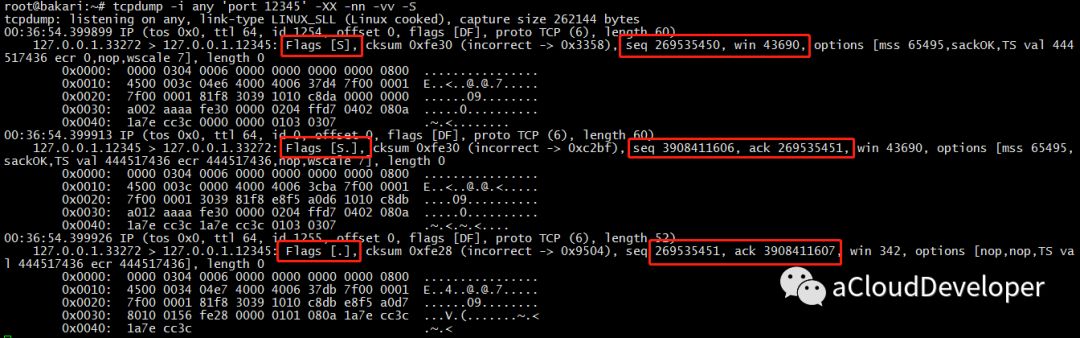 root@bakari:~# tcpdump -i any 'port 12345' -XX -nn -vv -S
tcpdump: listening on any, link-type LINUX_SLL (Linux cooked), capture size 262144 bytes
00:36:54.399899 IP (tos 0x0, ttl 64, id 1254, offset 0, flags [DF], proto TCP (6), length 60)
127.0.0.1.33272 > 127.0.0.1.12345: Flags [S], cksum 0xfe30 (incorrect -> 0x3358), seq 269535450, win 43690, options [mss 65495,sackOK,TS val 444
517436 ecr 0,nop,wscale 7], length 0
0x0000: 0000 0304 0006 0000 0000 0000 0000 0800 ................
0x0010: 4500 003c 04e6 4000 4006 37d4 7f00 0001 E..<..@.@.7.....
0x0020: 7f00 0001 81f8 3039 1010 c8da 0000 0000 ......09........
0x0030: a002 aaaa fe30 0000 0204 ffd7 0402 080a .....0..........
0x0040: 1a7e cc3c 0000 0000 0103 0307 .~.<........
00:36:54.399913 IP (tos 0x0, ttl 64, id 0, offset 0, flags [DF], proto TCP (6), length 60)
127.0.0.1.12345 > 127.0.0.1.33272: Flags [S.], cksum 0xfe30 (incorrect -> 0xc2bf), seq 3908411606, ack 269535451, win 43690, options [mss 65495,
sackOK,TS val 444517436 ecr 444517436,nop,wscale 7], length 0
0x0000: 0000 0304 0006 0000 0000 0000 0000 0800 ................
0x0010: 4500 003c 0000 4000 4006 3cba 7f00 0001 E..<..@.@.<.....
0x0020: 7f00 0001 3039 81f8 e8f5 a0d6 1010 c8db ....09..........
0x0030: a012 aaaa fe30 0000 0204 ffd7 0402 080a .....0..........
0x0040: 1a7e cc3c 1a7e cc3c 0103 0307 .~.<.~.<....
00:36:54.399926 IP (tos 0x0, ttl 64, id 1255, offset 0, flags [DF], proto TCP (6), length 52)
127.0.0.1.33272 > 127.0.0.1.12345: Flags [.], cksum 0xfe28 (incorrect -> 0x9504), seq 269535451, ack 3908411607, win 342, options [nop,nop,TS va
l 444517436 ecr 444517436], length 0
0x0000: 0000 0304 0006 0000 0000 0000 0000 0800 ................
0x0010: 4500 0034 04e7 4000 4006 37db 7f00 0001 E..4..@.@.7.....
0x0020: 7f00 0001 81f8 3039 1010 c8db e8f5 a0d7 ......09........
0x0030: 8010 0156 fe28 0000 0101 080a 1a7e cc3c ...V.(.......~.<
0x0040: 1a7e cc3c .~.<
aCloudDeveloper